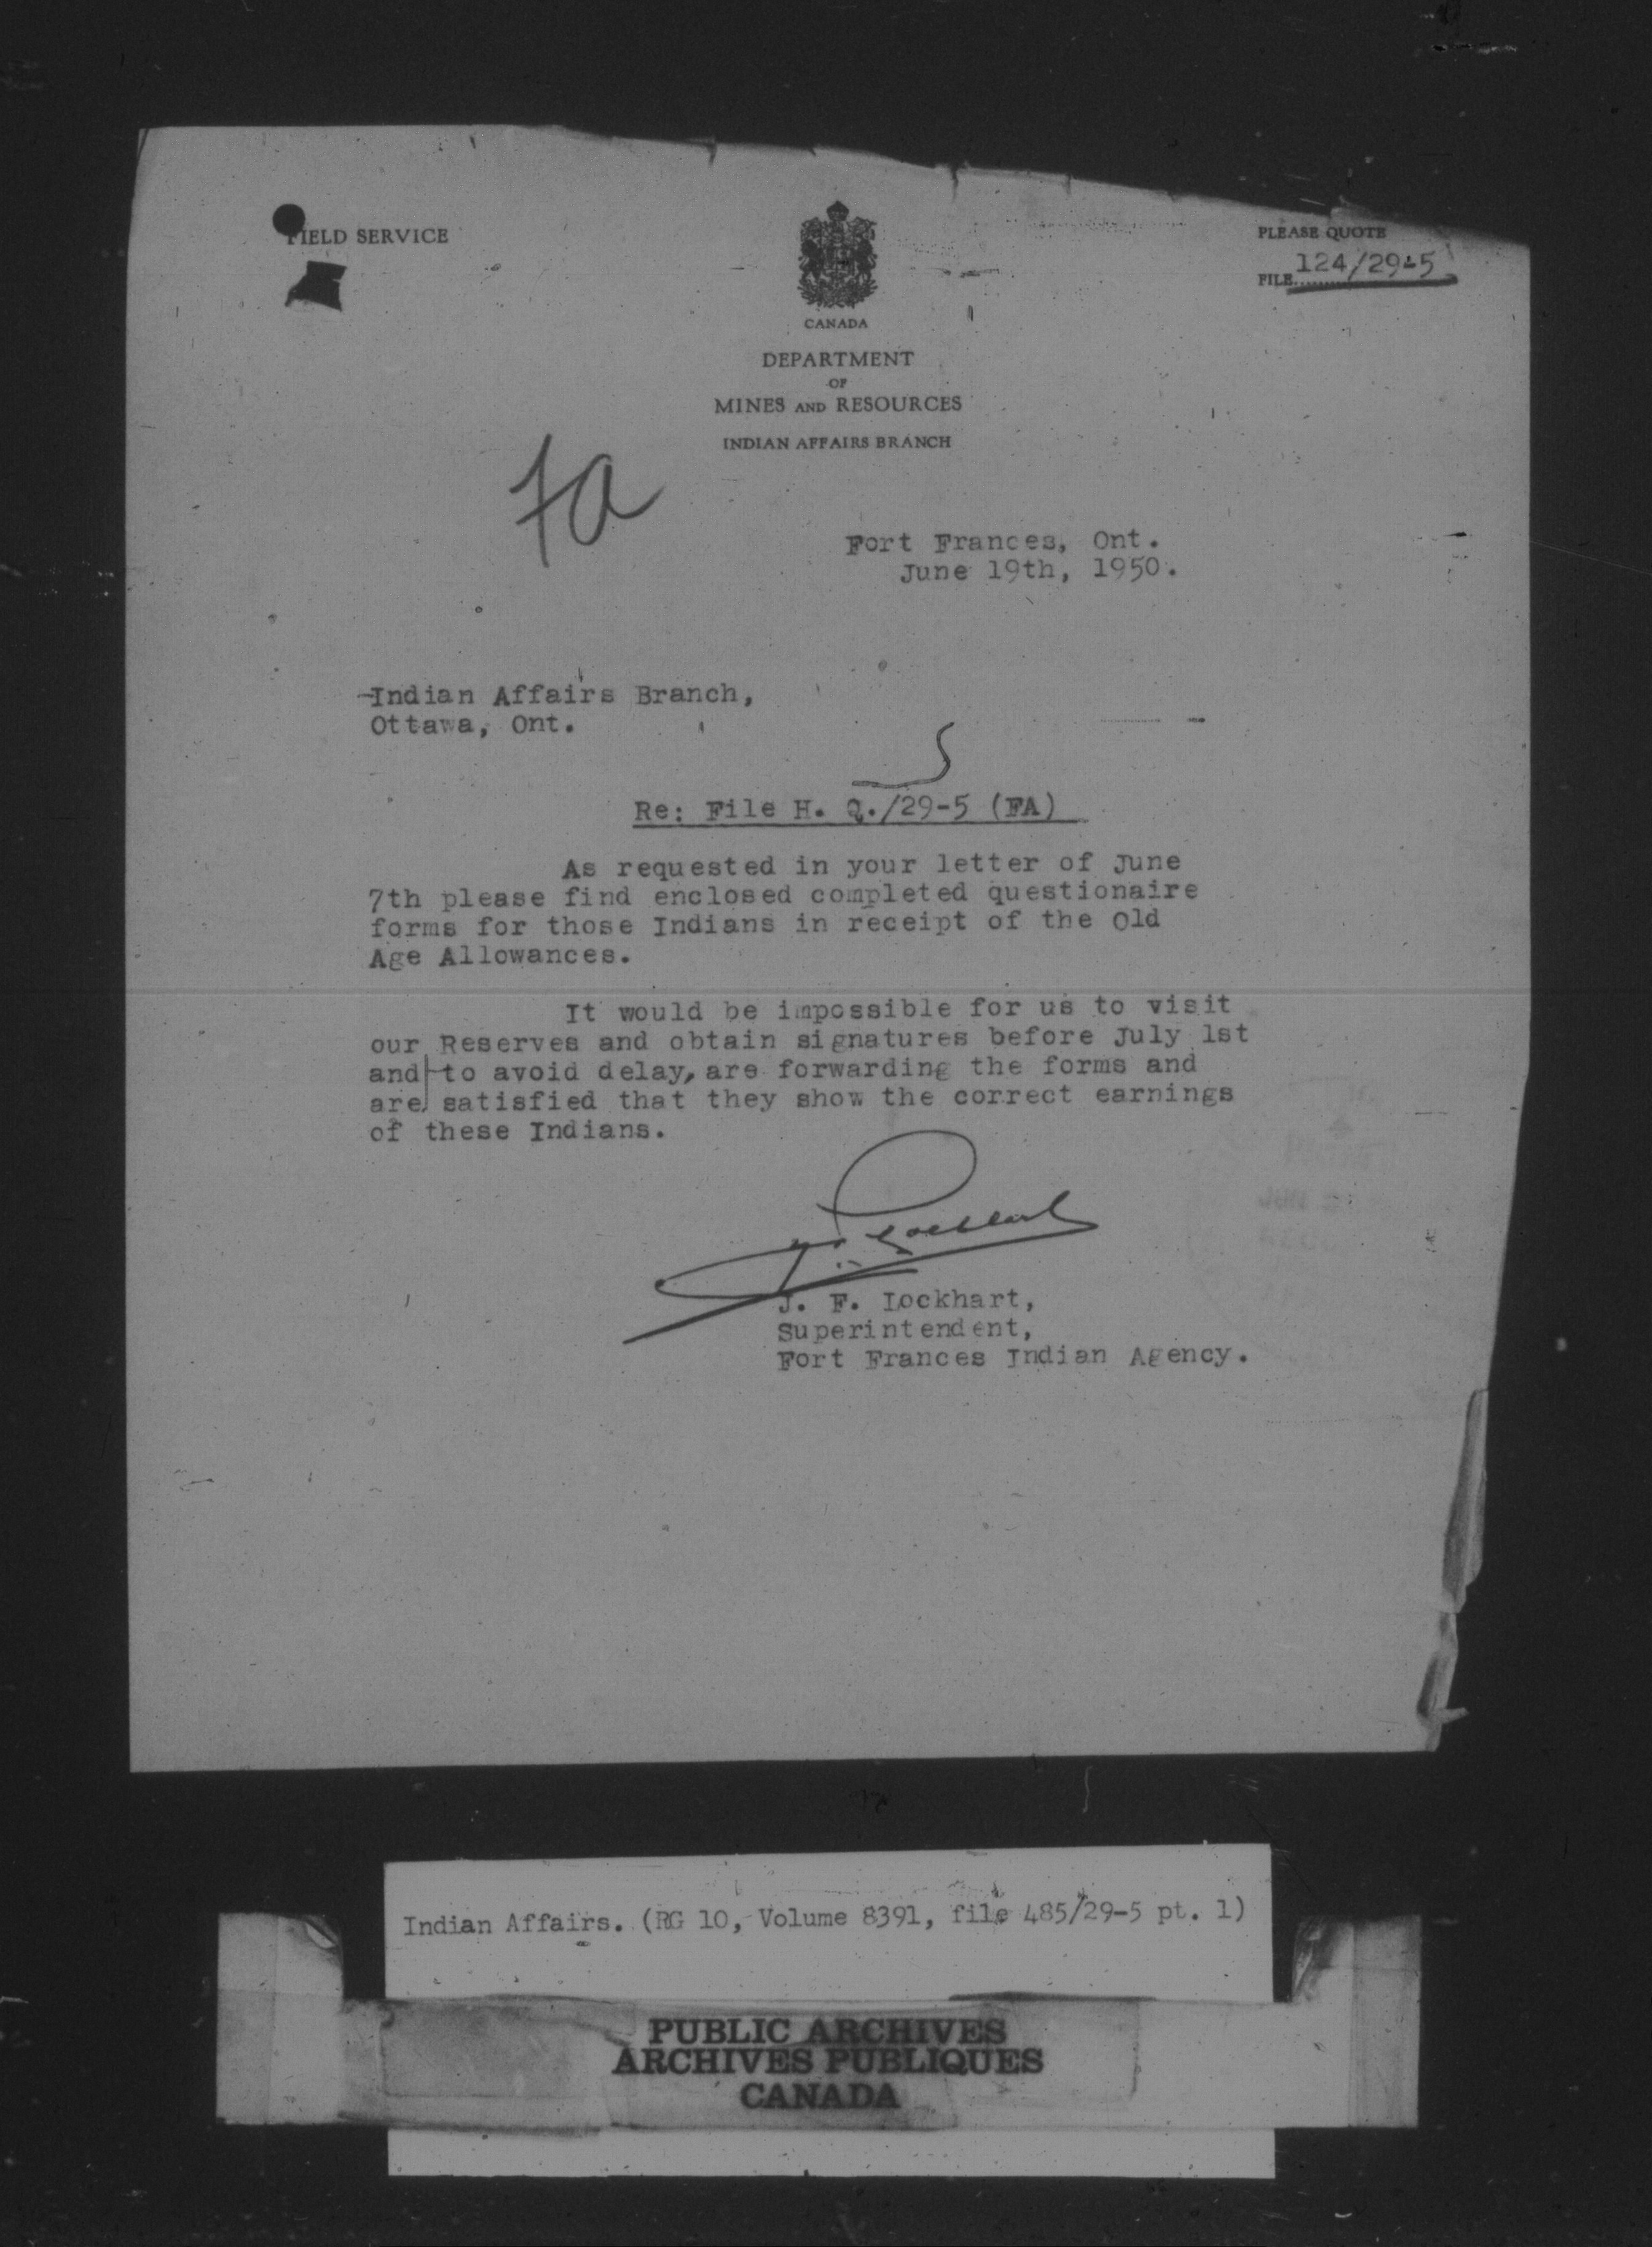 FIELD SERVICE
PLEASE QUOTE
124/29-5
FILE..........
CANADA
DEPARTMENT
OF
MINES AND RESOURCES
INDIAN AFFAIRS BRANCH
Fort Frances, Ont.
June 19th, 1950.
Indian Affairs Branch,
Ottawa, Ont.
Re: File H. Q./29-5 (FA)
As requested in your letter of June
7th please find enclosed completed questionaire
forms for those Indians in receipt of the Old
Age Allowances.
It would be impossible for us to visit
our Reserves and obtain signatures before July 1st
and to avoid delay, are forwarding the forms and
are satisfied that they show the correct earnings
of these Indians.
J. F. Lockhart,
Superintendent,
Fort Frances Indian Agency.
Indian Affairs. (RG 10, Volume 8391, file 485/29-5 pt. 1)
PUBLIC ARCHIVES
ARCHIVES PUBLIQUES
CANADA